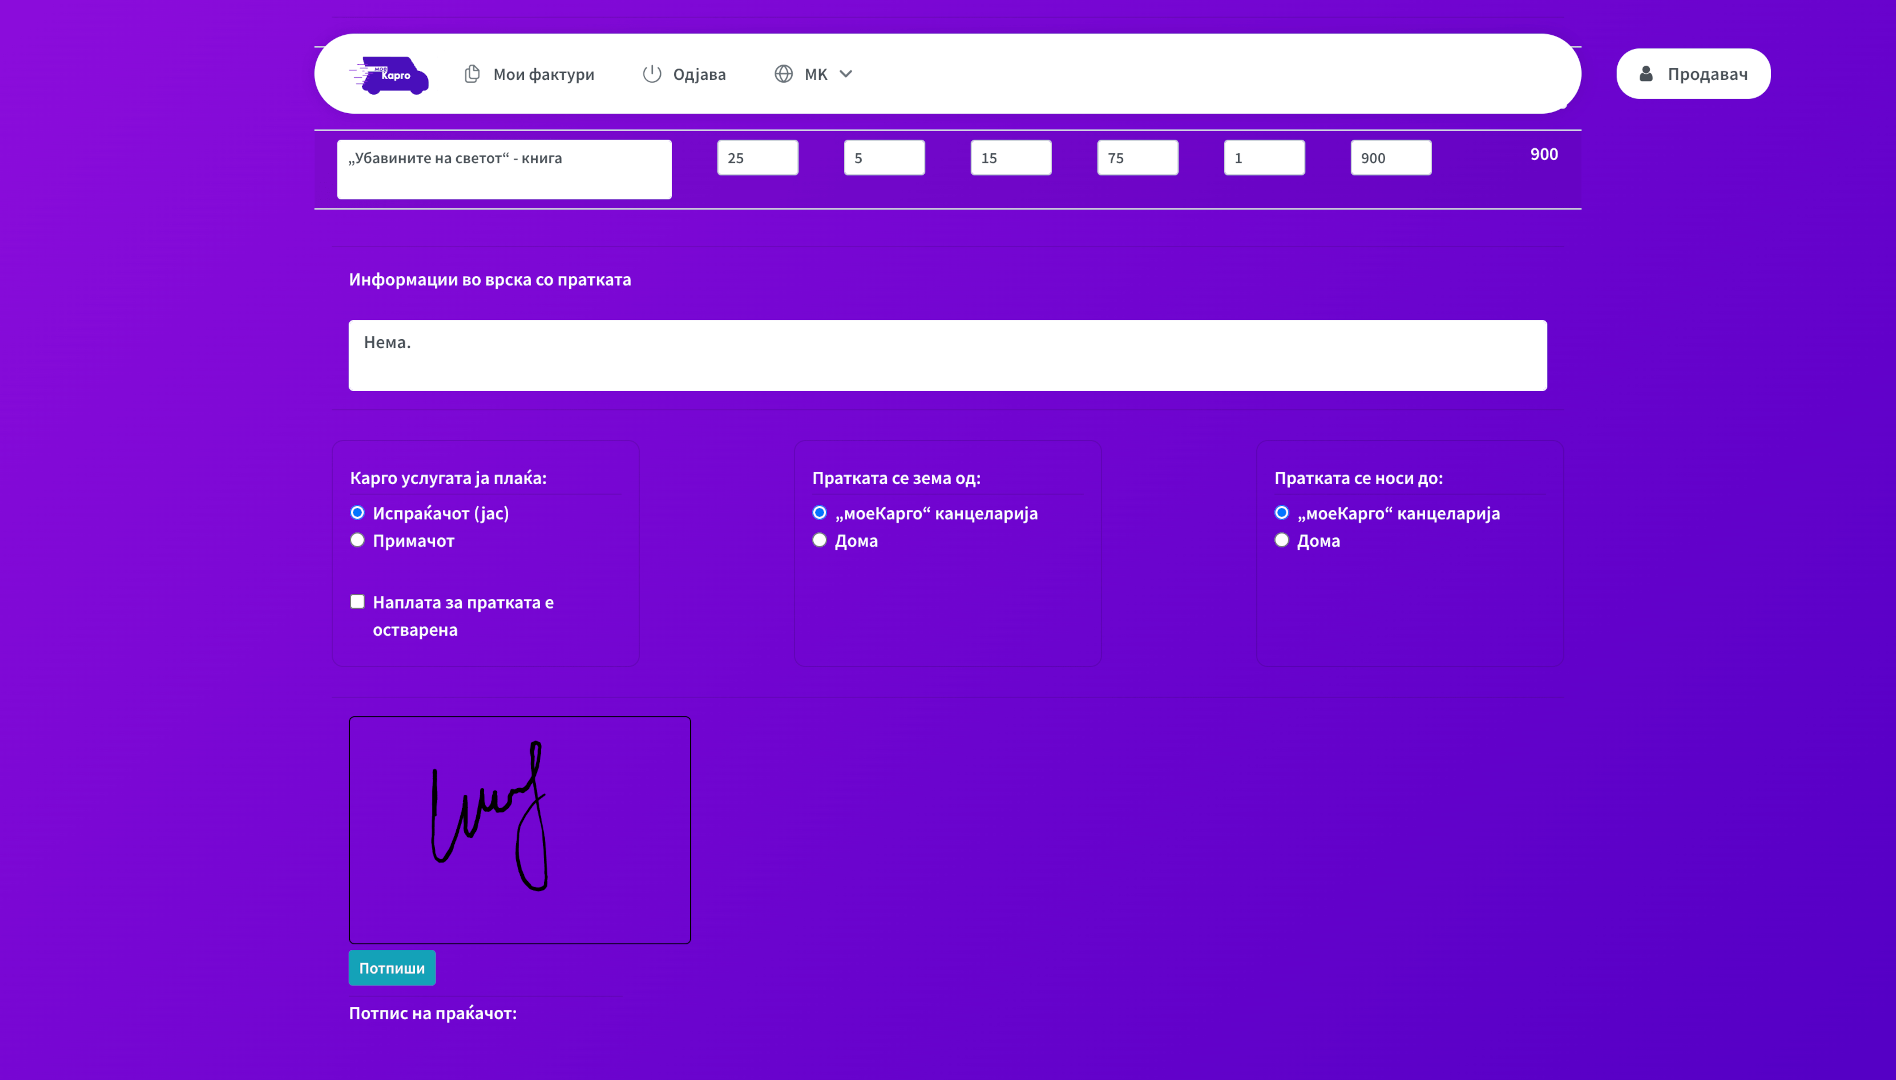 мое Карго
Мои фактури
Одјава
МК
Продавач
„Убавините на светот“ - книга 25 5 15 75 1 900 900
Информации во врска со пратката
Нема.
Карго услугата ја плаќа:
Испраќачот (јас)
Примачот
Наплата за пратката е
остварена
Пратката се зема од:
„моеКарго“ канцеларија
Дома
Пратката се носи до:
„моеКарго“ канцеларија
Дома
Потпиши
Потпис на праќачот: